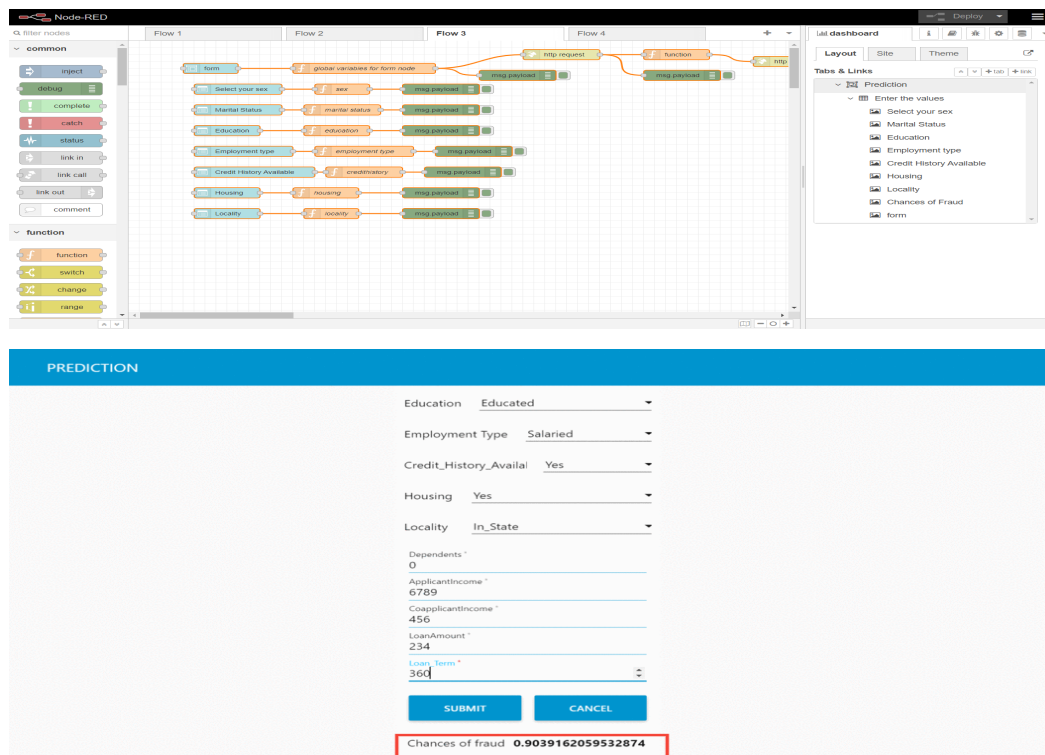 Node-RED
Deploy
filter nodes
Flow 1
Flow 2
Flow 3
Flow 4
dashboard
common
inject
debug
complete
catch
status
link in
link call
link out
comment
function
function
switch
change
range
form
global variables for form node
http request
function
http
msg.payload
msg.payload
Select your sex
sex
msg.payload
Marital Status
marital status
msg.payload
Education
education
msg.payload
Employment type
employment type
msg.payload
Credit History Available
credithistory
msg.payload
Housing
housing
msg.payload
Locality
locality
msg.payload
Layout
Site
Theme
Tabs & Links
+ tab
+ link
Prediction
Enter the values
Select your sex
Marital Status
Education
Employment type
Credit History Available
Housing
Locality
Chances of Fraud
form
PREDICTION
Education Educated
Employment Type Salaried
Credit_History_Availal Yes
Housing Yes
Locality In_State
Dependents *
0
ApplicantIncome *
6789
CoapplicantIncome *
456
LoanAmount *
234
Loan_Term *
360
SUBMIT CANCEL
Chances of fraud 0.9039162059532874